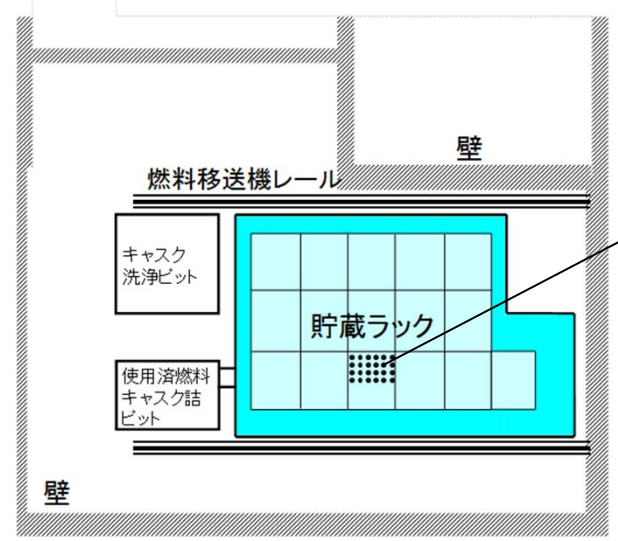 壁
燃料移送機レール
キャスク
洗浄ピット
貯蔵ラック
使用済燃料
キャスク詰
ピット
壁